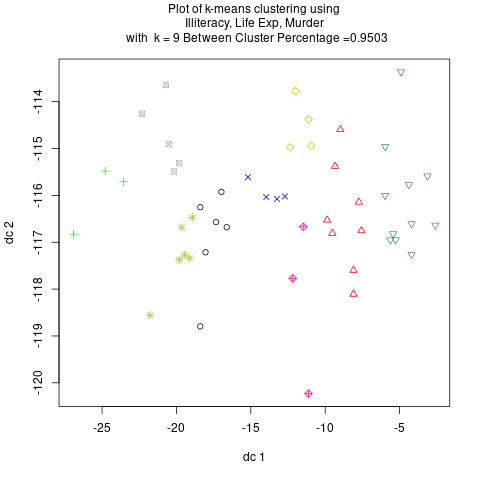 Plot of k-means clustering using
Illiteracy, Life Exp, Murder
with  k = 9 Between Cluster Percentage =0.9503
dc 2
-114
-115
-116
-117
-118
-119
-120
-25
-20
-15
-10
-5
dc 1